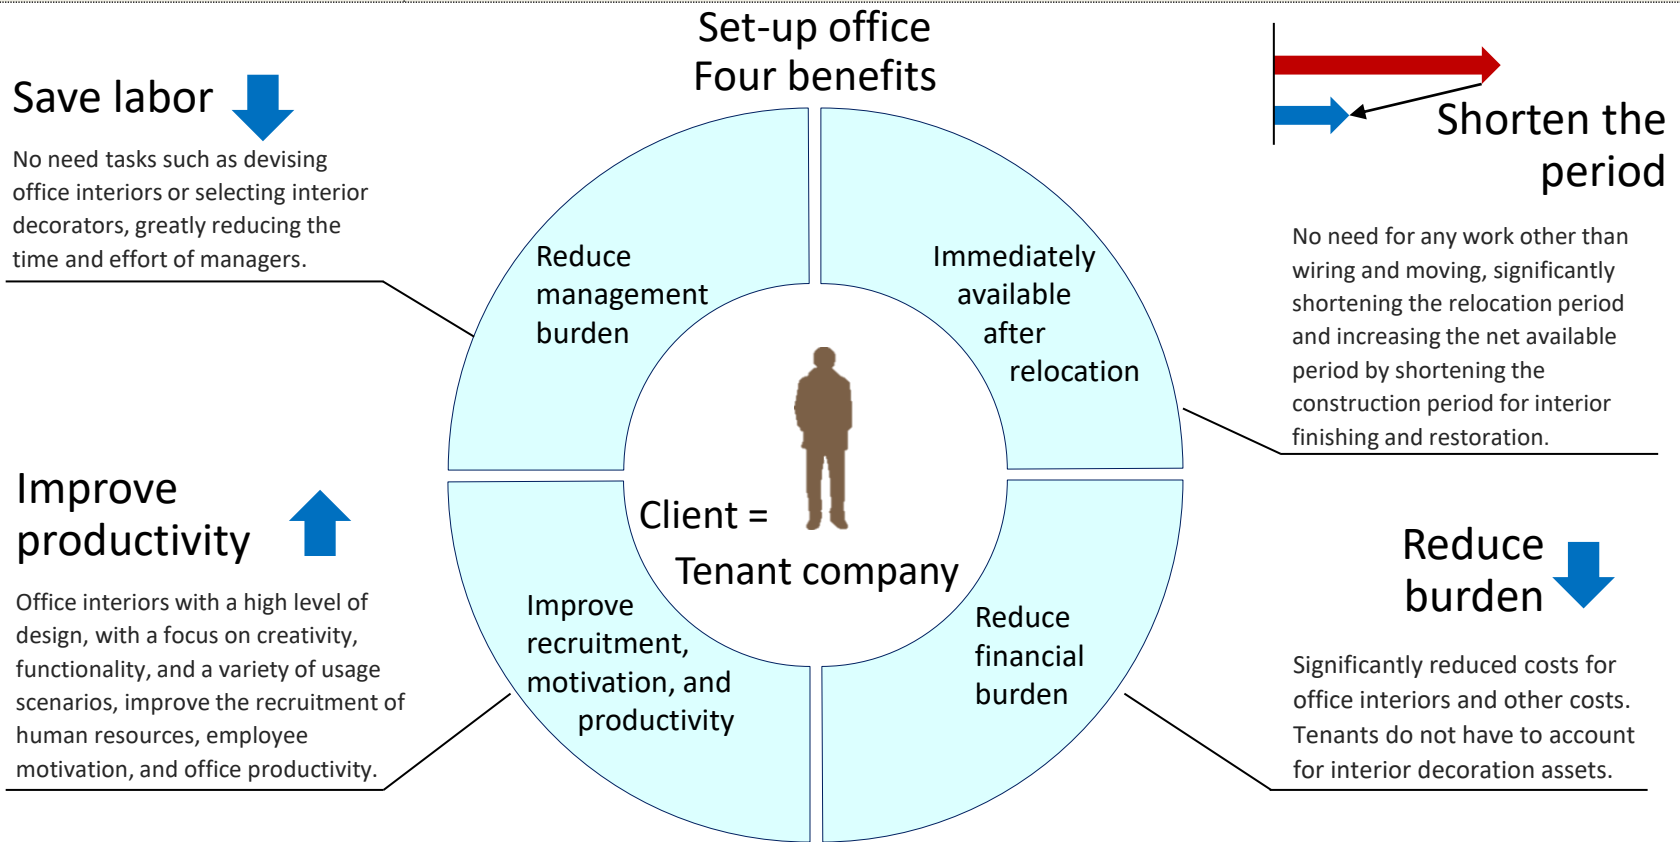 Set-up office
Four benefits
Save labor
No need tasks such as devising
office interiors or selecting interior
decorators, greatly reducing the
time and effort of managers.
Reduce
management
burden
Immediately
available
after
relocation
Shorten the
period
No need for any work other than
wiring and moving, significantly
shortening the relocation period
and increasing the net available
period by shortening the
construction period for interior
finishing and restoration.
Improve
productivity
Office interiors with a high level of
design, with a focus on creativity,
functionality, and a variety of usage
scenarios, improve the recruitment of
human resources, employee
motivation, and office productivity.
Client =
Tenant company
Improve
recruitment,
motivation, and
productivity
Reduce
financial
burden
Reduce
burden
Significantly reduced costs for
office interiors and other costs.
Tenants do not have to account
for interior decoration assets.